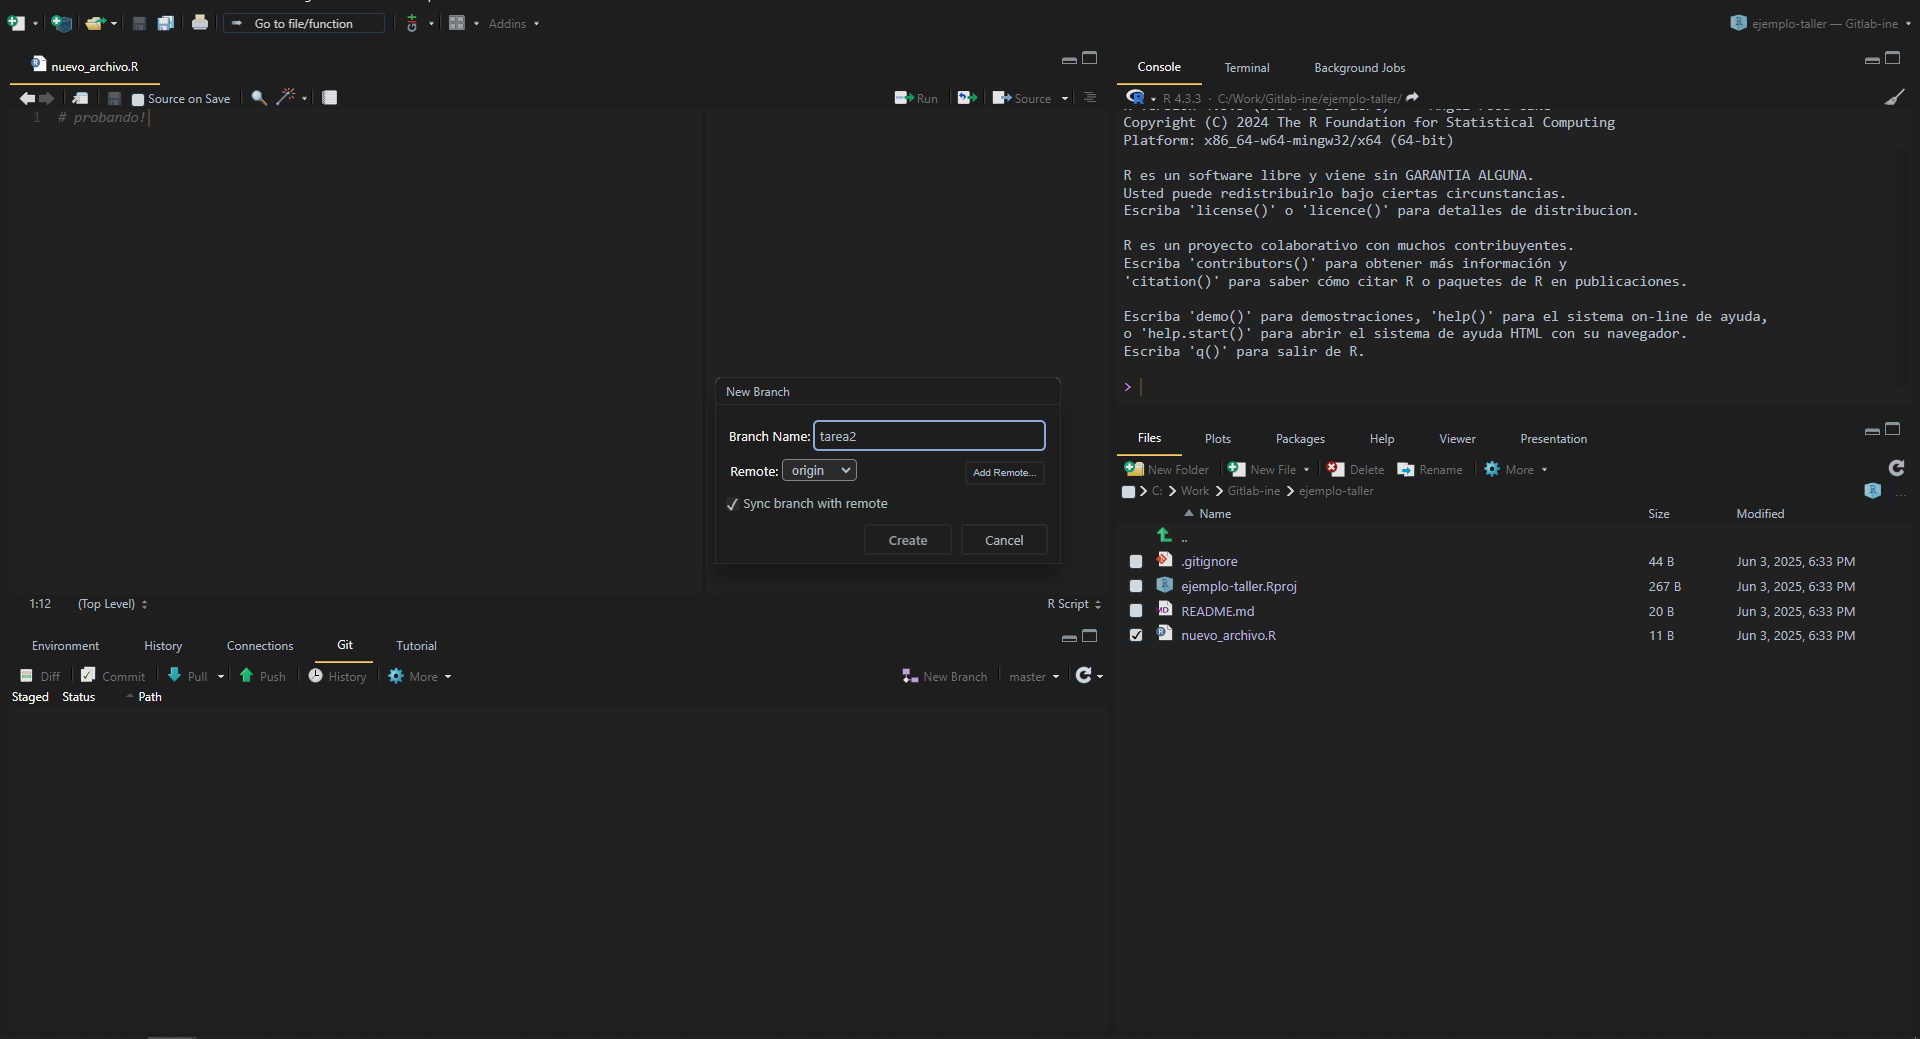 Go to file/function
Addins
ejemplo-taller — Gitlab-ine
nuevo_archivo.R
Source on Save
Run
Source
1 # probando!
New Branch
Branch Name: tarea2
Remote: origin
Add Remote...
Sync branch with remote
Create
Cancel
1:12 (Top Level)
R Script
Environment
History
Connections
Git
Tutorial
Diff
Commit
Pull
Push
History
More
New Branch
master
Staged
Status
Path
Console
Terminal
Background Jobs
R 4.3.3 · C:/Work/Gitlab-ine/ejemplo-taller/
Copyright (C) 2024 The R Foundation for Statistical Computing
Platform: x86_64-w64-mingw32/x64 (64-bit)
R es un software libre y viene sin GARANTIA ALGUNA.
Usted puede redistribuirlo bajo ciertas circunstancias.
Escriba 'license()' o 'licence()' para detalles de distribucion.
R es un proyecto colaborativo con muchos contribuyentes.
Escriba 'contributors()' para obtener más información y
'citation()' para saber cómo citar R o paquetes de R en publicaciones.
Escriba 'demo()' para demostraciones, 'help()' para el sistema on-line de ayuda,
o 'help.start()' para abrir el sistema de ayuda HTML con su navegador.
Escriba 'q()' para salir de R.
>
Files
Plots
Packages
Help
Viewer
Presentation
New Folder
New File
Delete
Rename
More
C: > Work > Gitlab-ine > ejemplo-taller
...
Name
Size
Modified
..
.gitignore 44 B Jun 3, 2025, 6:33 PM
ejemplo-taller.Rproj 267 B Jun 3, 2025, 6:33 PM
README.md 20 B Jun 3, 2025, 6:33 PM
nuevo_archivo.R 11 B Jun 3, 2025, 6:33 PM